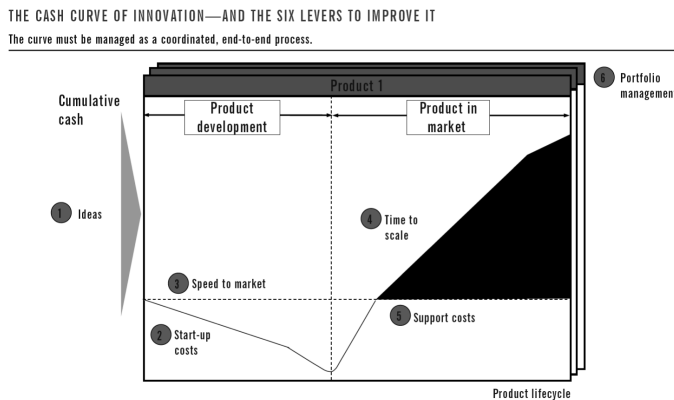 THE CASH CURVE OF INNOVATION—AND THE SIX LEVERS TO IMPROVE IT
The curve must be managed as a coordinated, end-to-end process.
Product 1
6 Portfolio
management
Cumulative
cash
Product
development
Product in
market
1 Ideas
4 Time to
scale
3 Speed to market
5 Support costs
2 Start-up
costs
Product lifecycle